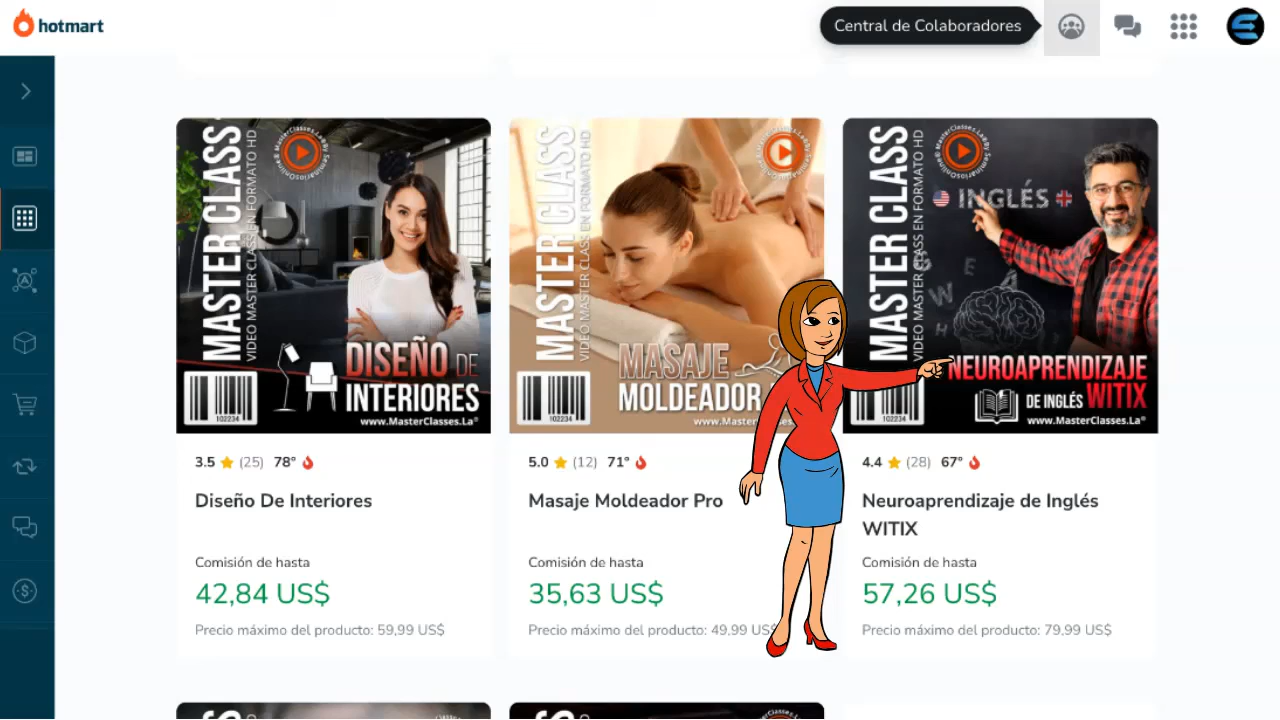 hotmart
Central de Colaboradores
MASTER CLASS
VIDEO MASTER CLASS EN FORMATO HD
DISEÑO DE
INTERIORES
102234
www.MasterClasses.La®
MASTER CLASS
VIDEO MASTER CLASS EN FORMATO HD
MASAJE
MOLDEADOR
102234
www.MasterClasses.
MASTER CLASS
VIDEO MASTER CLASS EN FORMATO HD
INGLÉS
NEUROAPRENDIZAJE
DE INGLÉS WITIX
102234
www.MasterClasses.La®
3.5 (25) 78°
5.0 (12) 71°
4.4 (28) 67°
Diseño De Interiores
Masaje Moldeador Pro
Neuroaprendizaje de Inglés
WITIX
Comisión de hasta
42,84 US$
Precio máximo del producto: 59,99 US$
Comisión de hasta
35,63 US$
Precio máximo del producto: 49,99 US$
Comisión de hasta
57,26 US$
Precio máximo del producto: 79,99 US$